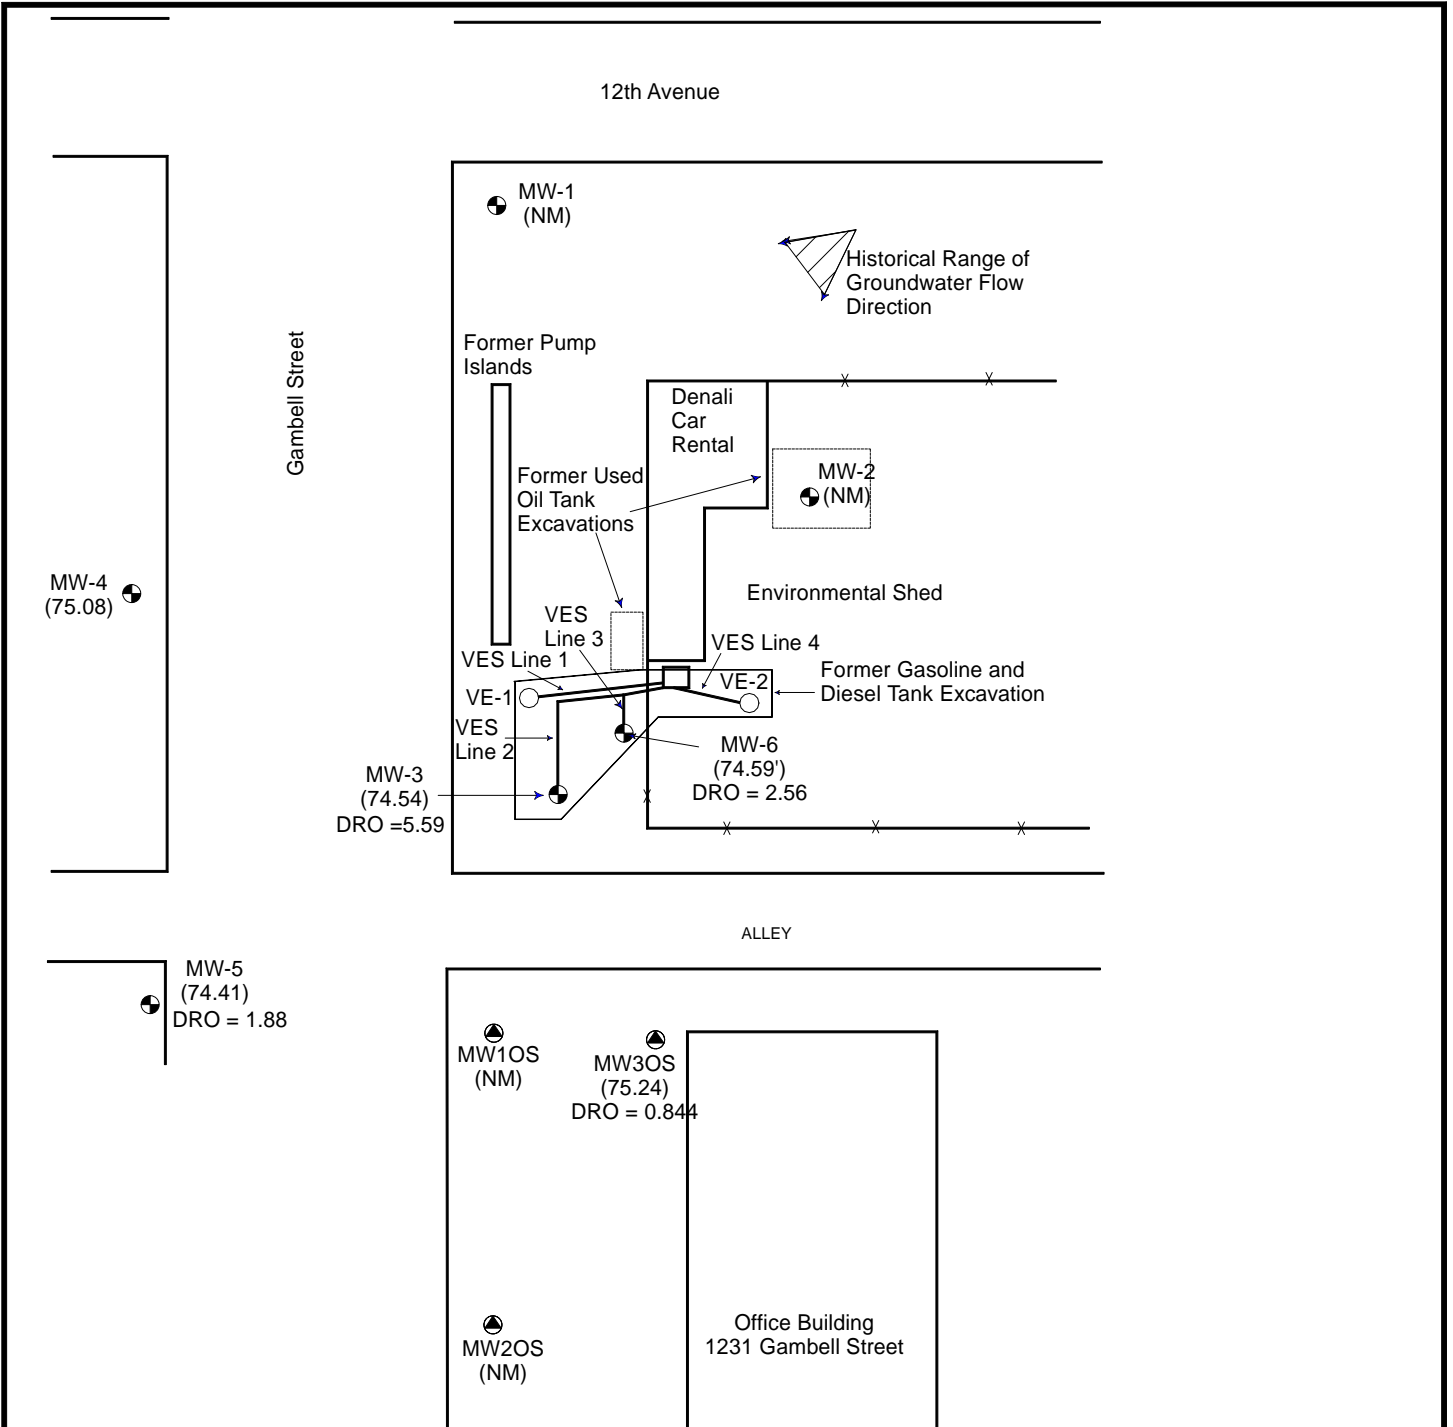 12th Avenue
MW-1
(NM)
Historical Range of
Groundwater Flow
Direction
Gambell Street
Former Pump
Islands
Denali
Car
Rental
Former Used
Oil Tank
Excavations
MW-2
(NM)
MW-4
(75.08)
Environmental Shed
VES
Line 3
VES Line 1
VES Line 4
VE-1
VE-2
Former Gasoline and
Diesel Tank Excavation
VES
Line 2
MW-6
(74.59')
DRO = 2.56
MW-3
(74.54)
DRO =5.59
ALLEY
MW-5
(74.41)
DRO = 1.88
MW1OS
(NM)
MW3OS
(75.24)
DRO = 0.844
MW2OS
(NM)
Office Building
1231 Gambell Street